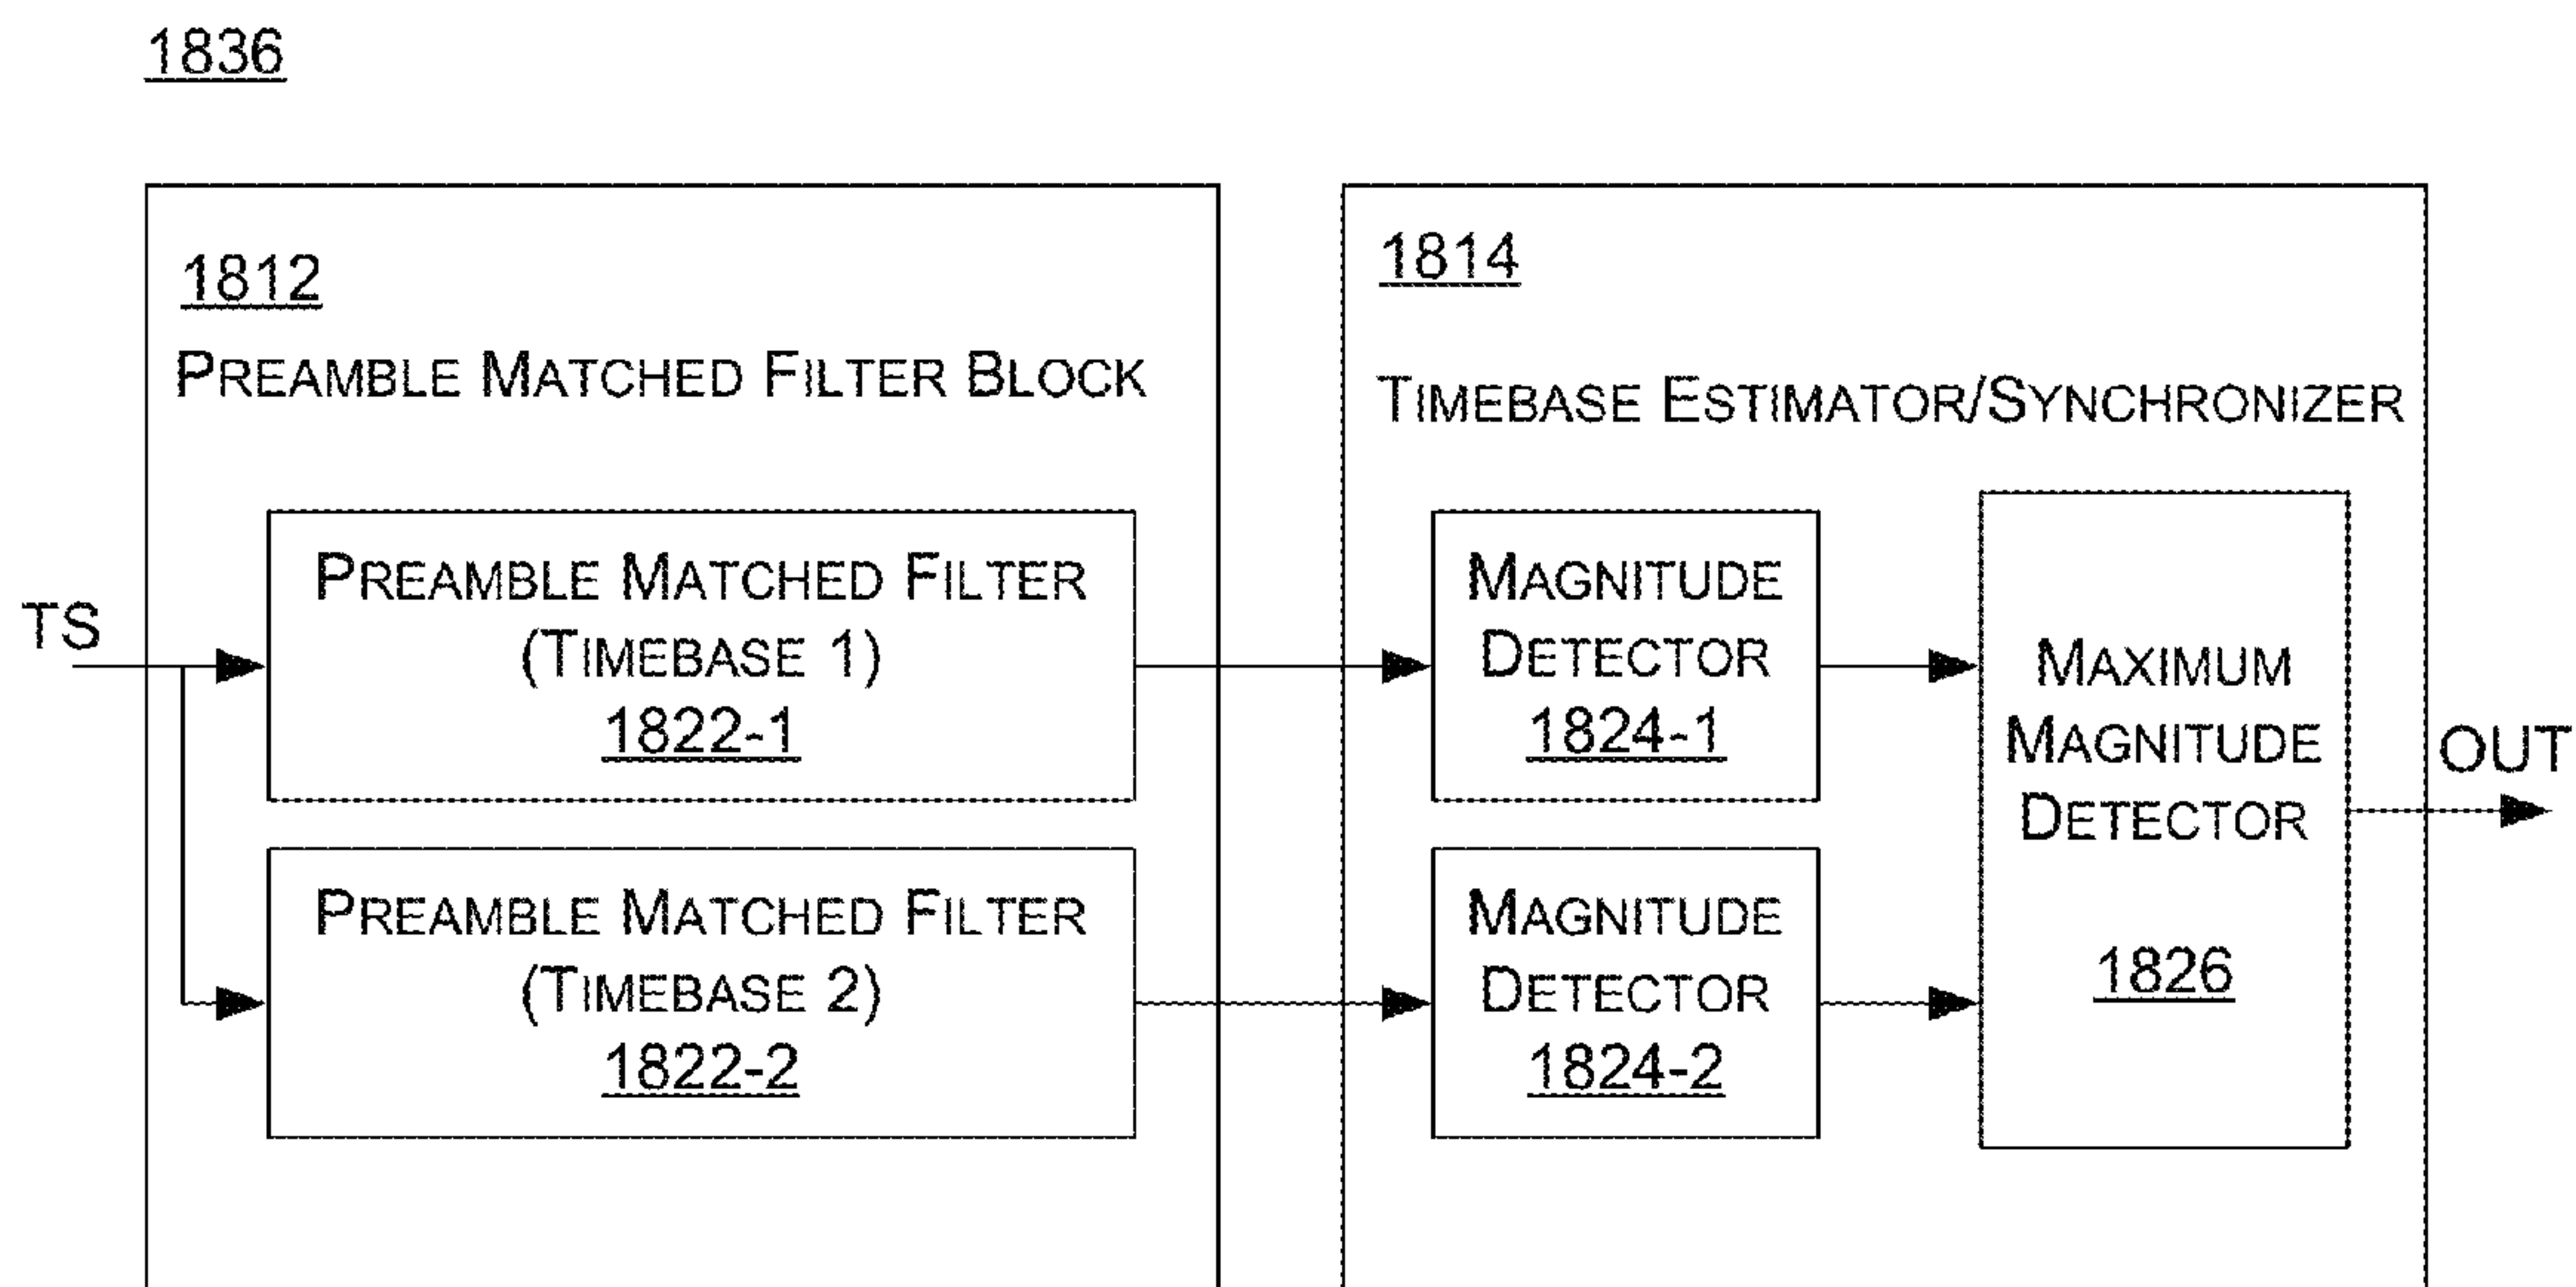 1836
1812
PREAMBLE MATCHED FILTER BLOCK
TS
PREAMBLE MATCHED FILTER
(TIMEBASE 1)
1822-1
PREAMBLE MATCHED FILTER
(TIMEBASE 2)
1822-2
1814
TIMEBASE ESTIMATOR/SYNCHRONIZER
MAGNITUDE
DETECTOR
1824-1
MAGNITUDE
DETECTOR
1824-2
MAXIMUM
MAGNITUDE
DETECTOR
1826
OUT